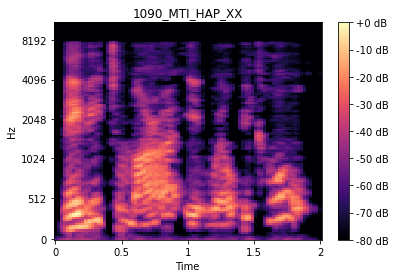 1090_MTI_HAP_XX
+0 dB
8192
-10 dB
4096
-20 dB
-30 dB
2048
Hz
-40 dB
1024
-50 dB
512
-60 dB
-70 dB
0
-80 dB
0 0.5 1 1.5 2
Time